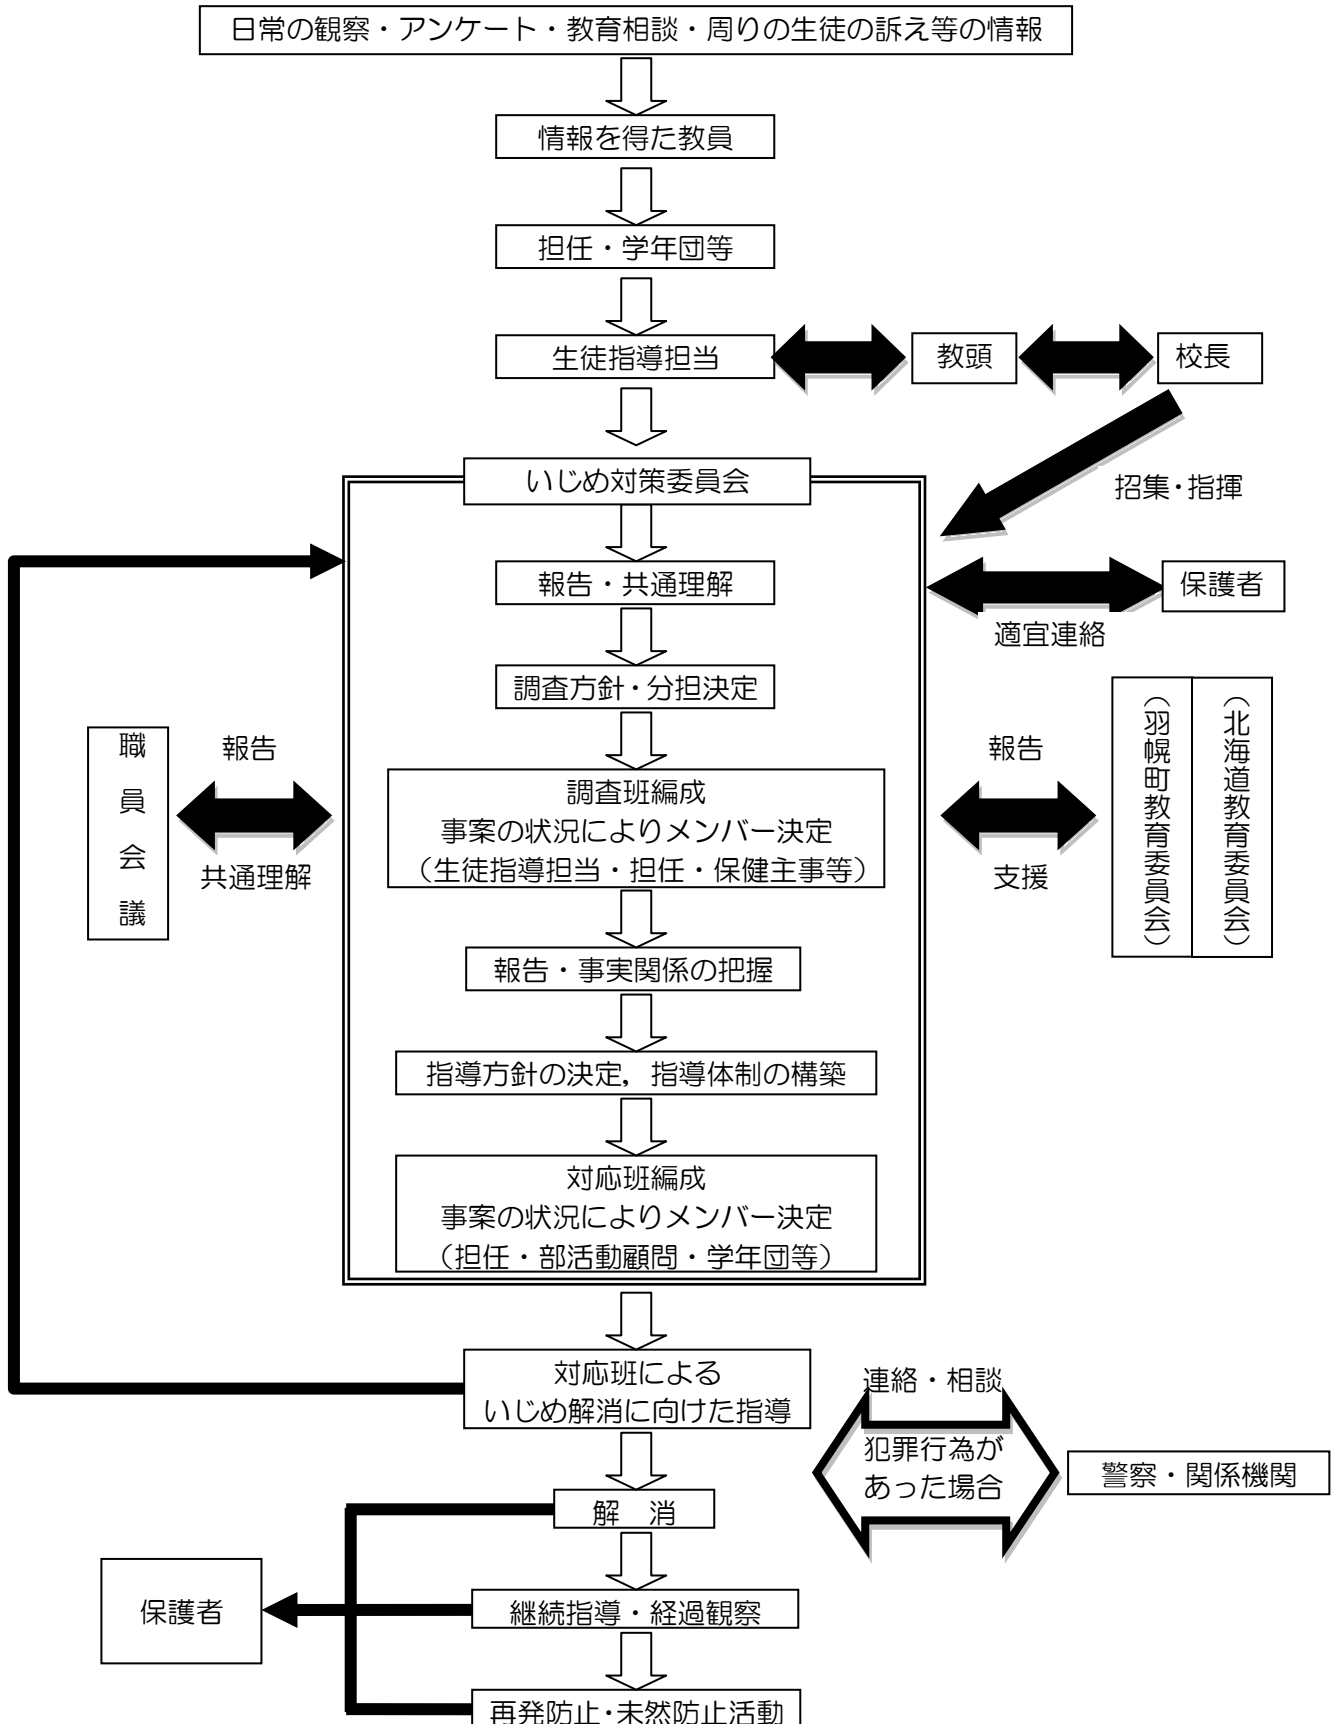 日常の観察・アンケート・教育相談・周りの生徒の訴え等の情報
情報を得た教員
担任・学年団等
生徒指導担当
教頭
校長
招集・指揮
いじめ対策委員会
報告・共通理解
保護者
適宜連絡
調査方針・分担決定
職員会議
報告
共通理解
調査班編成
事案の状況によりメンバー決定
（生徒指導担当・担任・保健主事等）
報告
支援
（北海道教育委員会）
（羽幌町教育委員会）
報告・事実関係の把握
指導方針の決定，指導体制の構築
対応班編成
事案の状況によりメンバー決定
（担任・部活動顧問・学年団等）
対応班による
いじめ解消に向けた指導
連絡・相談
犯罪行為が
あった場合
警察・関係機関
解　消
保護者
継続指導・経過観察
再発防止・未然防止活動